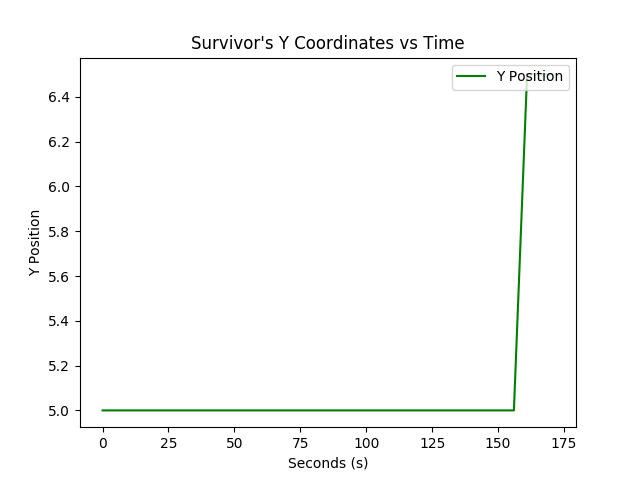 Survivor's Y Coordinates vs Time
Y Position
6.4
6.2
6.0
5.8
5.6
5.4
5.2
5.0
Y Position
0 25 50 75 100 125 150 175
Seconds (s)